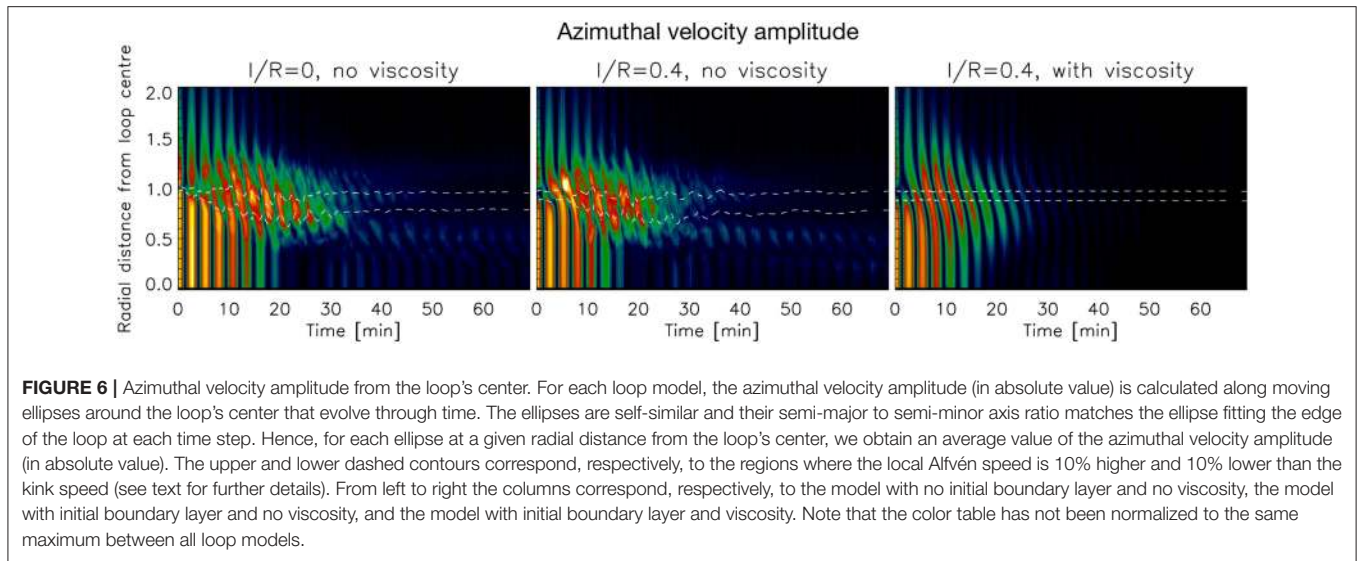 Azimuthal velocity amplitude
l/R=0, no viscosity
l/R=0.4, no viscosity
l/R=0.4, with viscosity
Radial distance from loop centre
2.0
1.5
1.0
0.5
0.0
0 10 20 30 40 50 60
0 10 20 30 40 50 60
0 10 20 30 40 50 60
Time [min]
Time [min]
Time [min]
FIGURE 6 | Azimuthal velocity amplitude from the loop's center. For each loop model, the azimuthal velocity amplitude (in absolute value) is calculated along moving
ellipses around the loop's center that evolve through time. The ellipses are self-similar and their semi-major to semi-minor axis ratio matches the ellipse fitting the edge
of the loop at each time step. Hence, for each ellipse at a given radial distance from the loop's center, we obtain an average value of the azimuthal velocity amplitude
(in absolute value). The upper and lower dashed contours correspond, respectively, to the regions where the local Alfvén speed is 10% higher and 10% lower than the
kink speed (see text for further details). From left to right the columns correspond, respectively, to the model with no initial boundary layer and no viscosity, the model
with initial boundary layer and no viscosity, and the model with initial boundary layer and viscosity. Note that the color table has not been normalized to the same
maximum between all loop models.